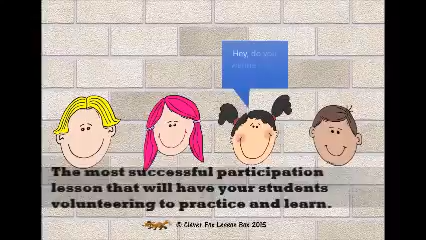 Hey, do you
The most successful participation
lesson that will have your students
volunteering to practice and learn.
© Clever Fox Lesson Box 2015